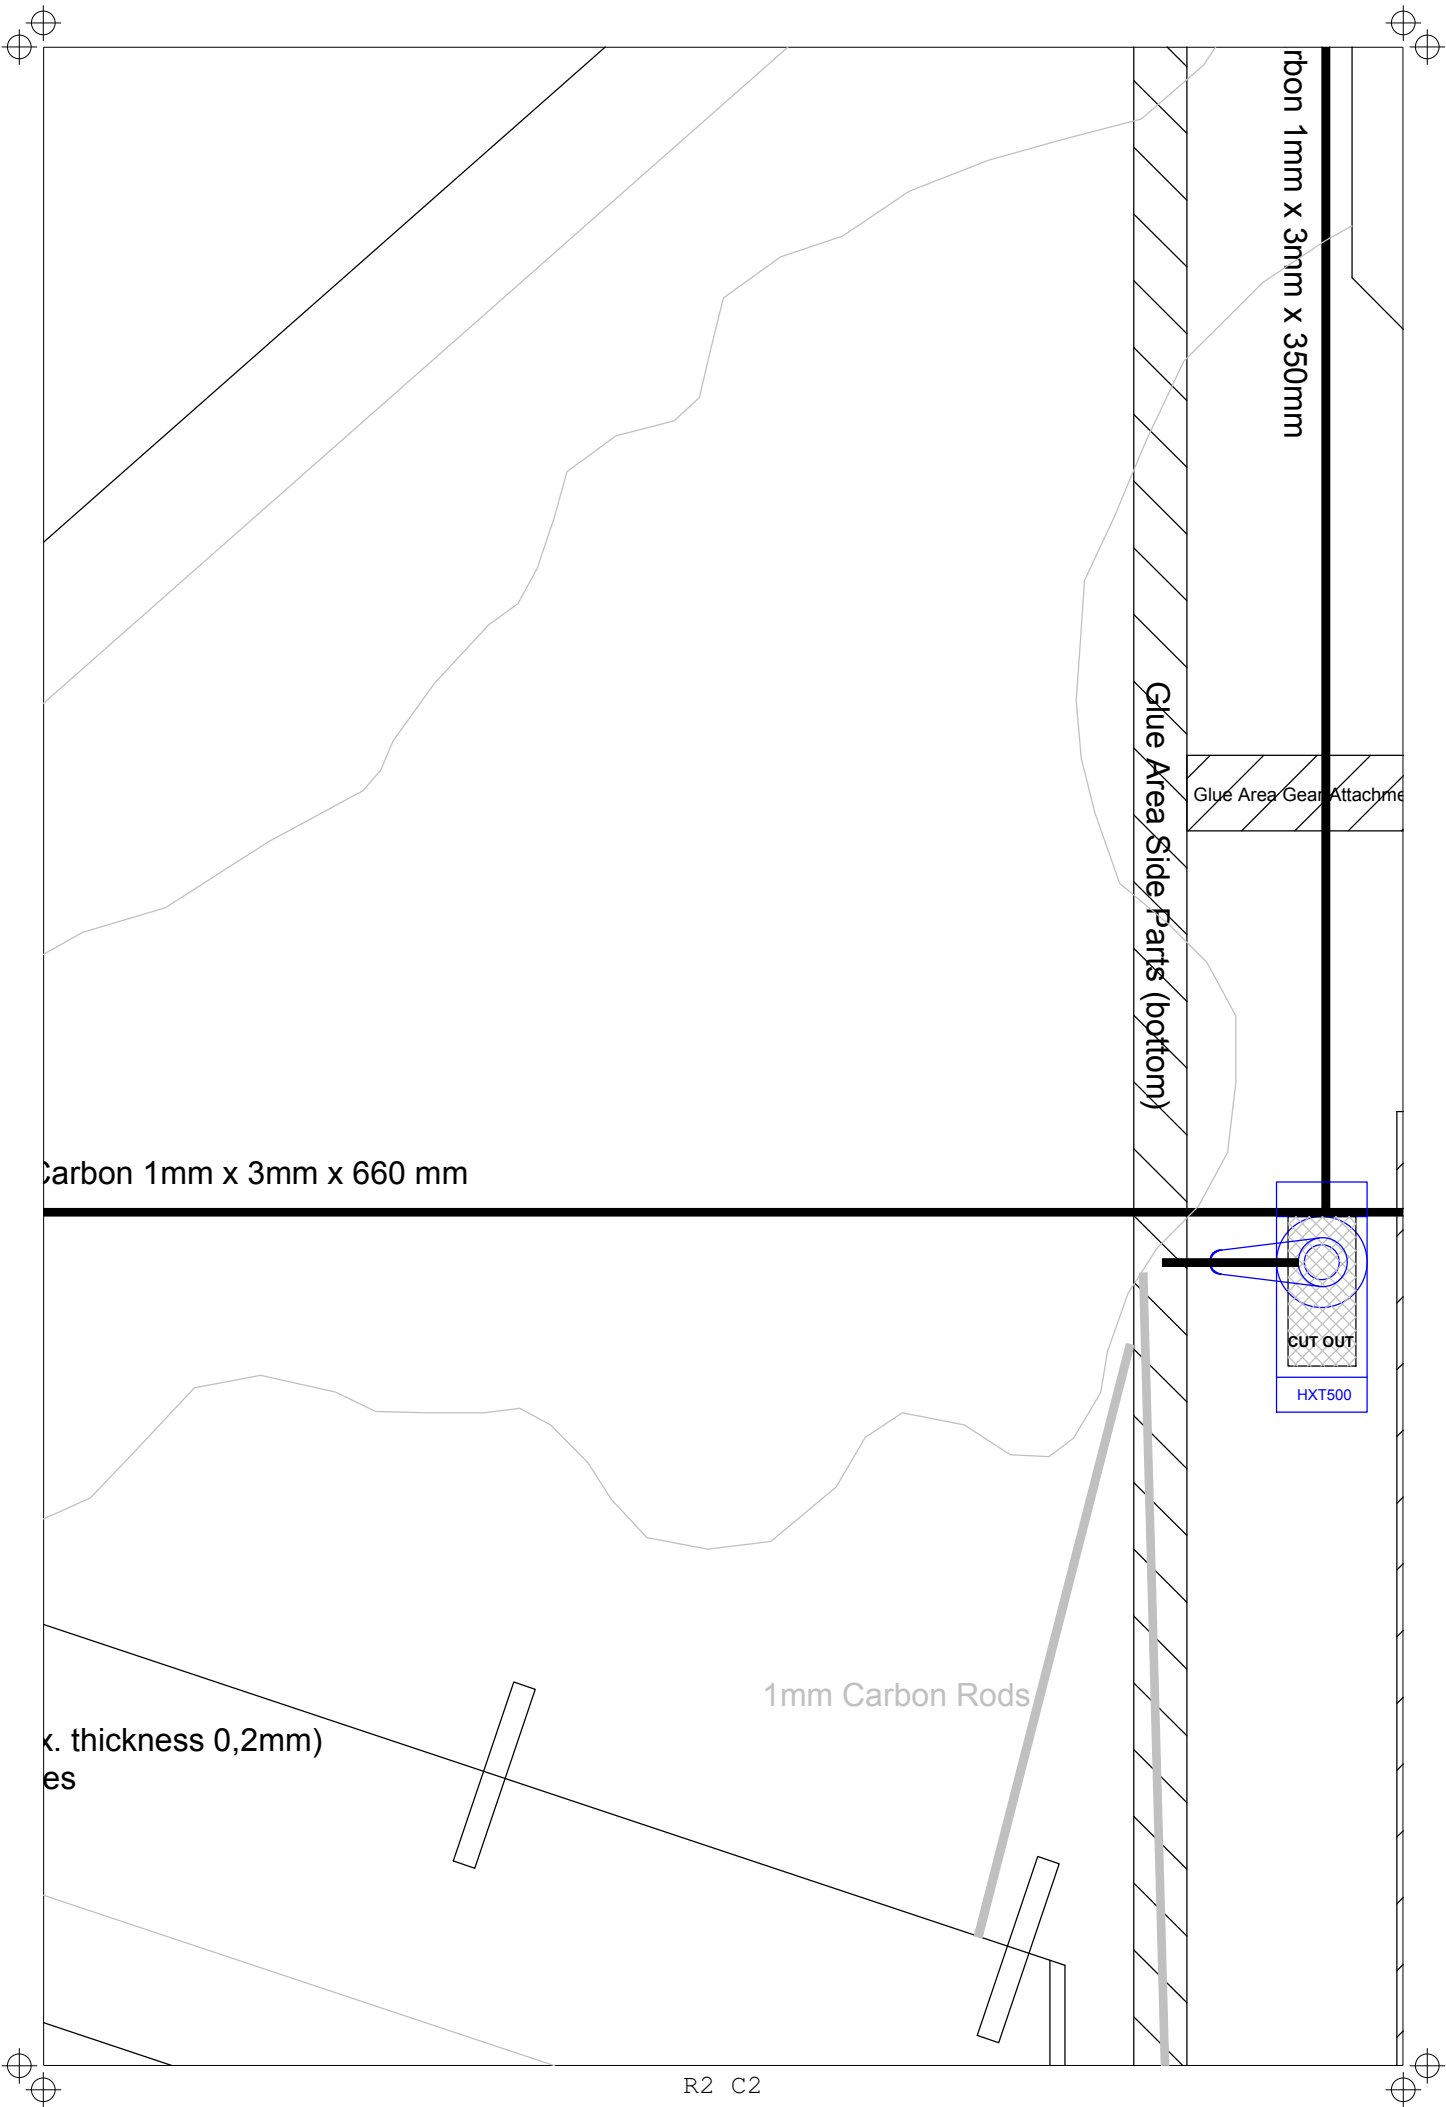 rbon 1mm x 3mm x 350mm
Glue Area Side Parts (bottom)
Glue Area Gear Attachme
Carbon 1mm x 3mm x 660 mm
CUT OUT
HXT500
1mm Carbon Rods
x. thickness 0,2mm)
es
R2 C2